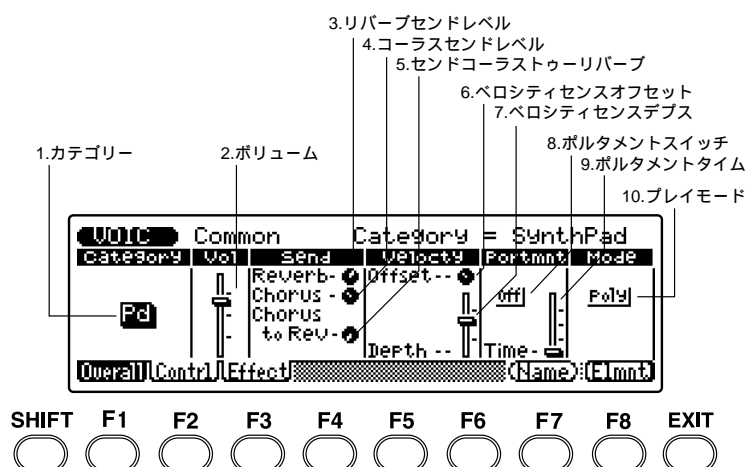 3.リバーブセンドレベル
4.コーラスセンドレベル
5.センドコーラストゥーリバーブ
6.ベロシティセンスオフセット
7.ベロシティセンスデプス
8.ポルタメントスイッチ
9.ポルタメントタイム
10.プレイモード
1.カテゴリー
2.ボリューム
VOIC Common Category = SynthPad
Category Vol Send Velocty Portmnt Mode
Reverb- Offset--
Chorus - off Poly
Pd Chorus
to Rev-
Depth -- Time-
Overall Contrl Effect (Name) (Elmnt)
SHIFT F1 F2 F3 F4 F5 F6 F7 F8 EXIT